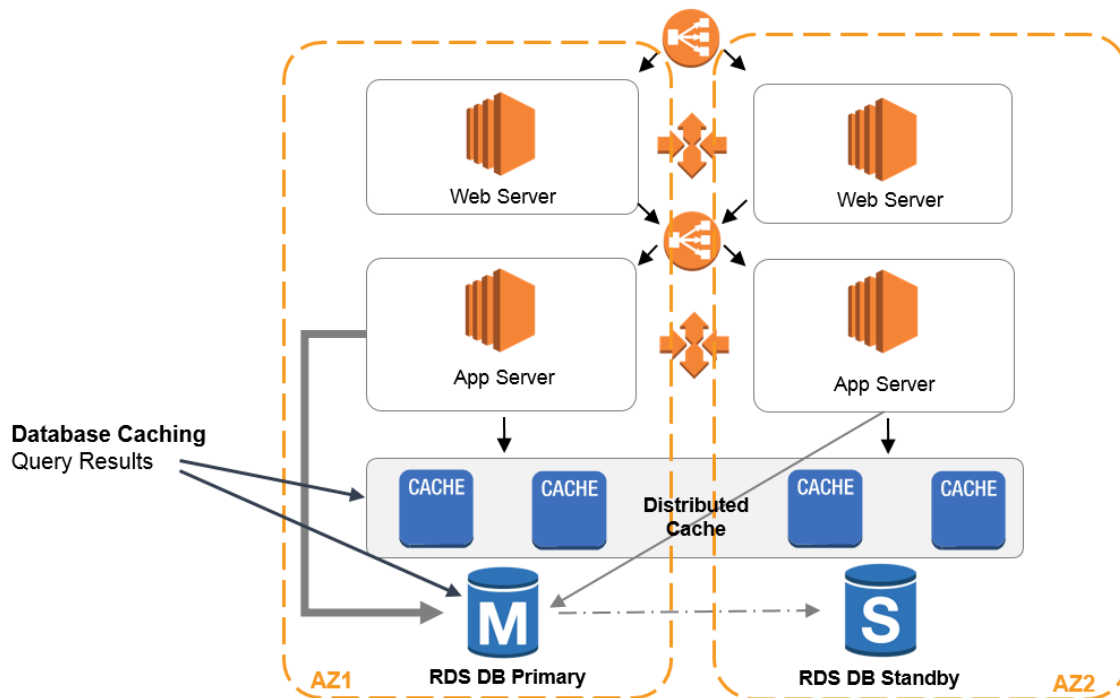 Web Server
Web Server
App Server
App Server
Database Caching
Query Results
CACHE
CACHE
CACHE
CACHE
Distributed
Cache
M
S
RDS DB Primary
RDS DB Standby
AZ1
AZ2